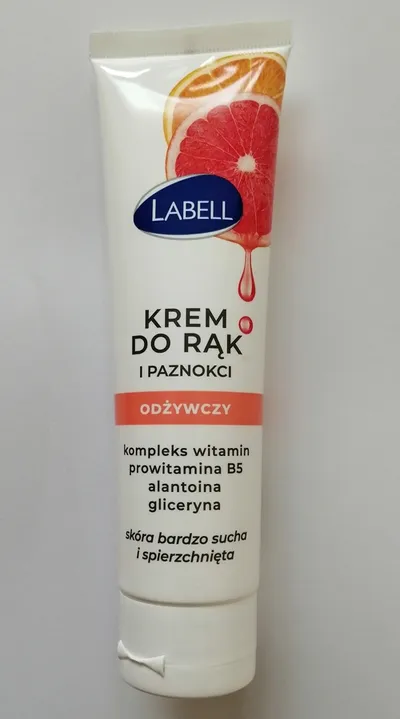 LABELL
KREM
DO RĄK
I PAZNOKCI
ODŻYWCZY
kompleks witamin
prowitamina B5
alantoina
gliceryna
skóra bardzo sucha
i spierzchnięta